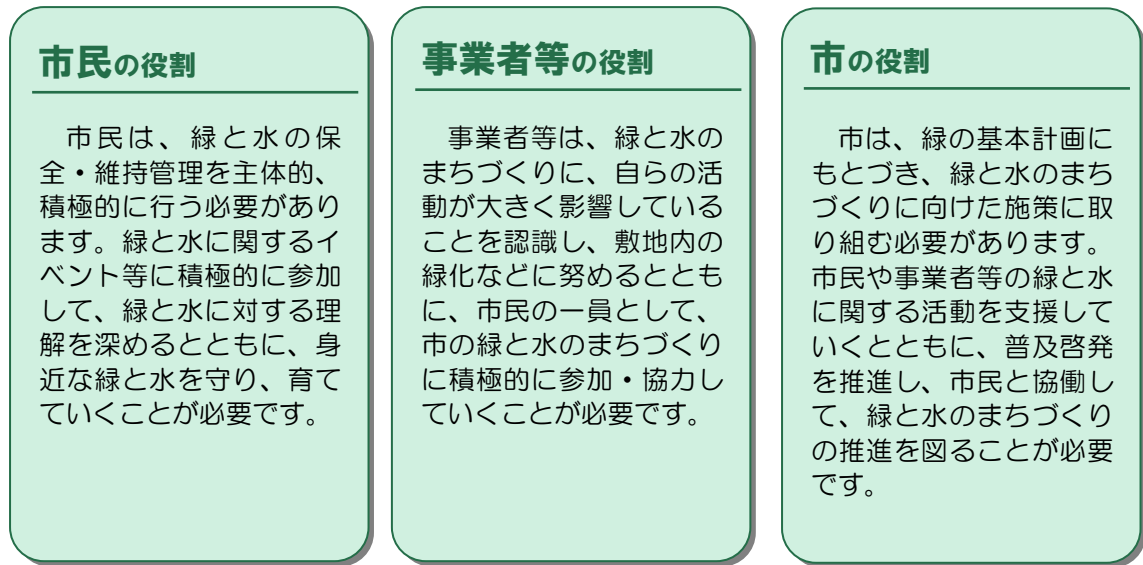 市民の役割
市民は、緑と水の保
全・維持管理を主体的、
積極的に行う必要があり
ます。緑と水に関するイ
ベント等に積極的に参加
して、緑と水に対する理
解を深めるとともに、身
近な緑と水を守り、育て
ていくことが必要です。
事業者等の役割
事業者等は、緑と水の
まちづくりに、自らの活
動が大きく影響している
ことを認識し、敷地内の
緑化などに努めるととも
に、市民の一員として、
市の緑と水のまちづくり
に積極的に参加・協力し
ていくことが必要です。
市の役割
市は、緑の基本計画に
もとづき、緑と水のまち
づくりに向けた施策に取
り組む必要があります。
市民や事業者等の緑と水
に関する活動を支援して
いくとともに、普及啓発
を推進し、市民と協働し
て、緑と水のまちづくり
の推進を図ることが必要
です。